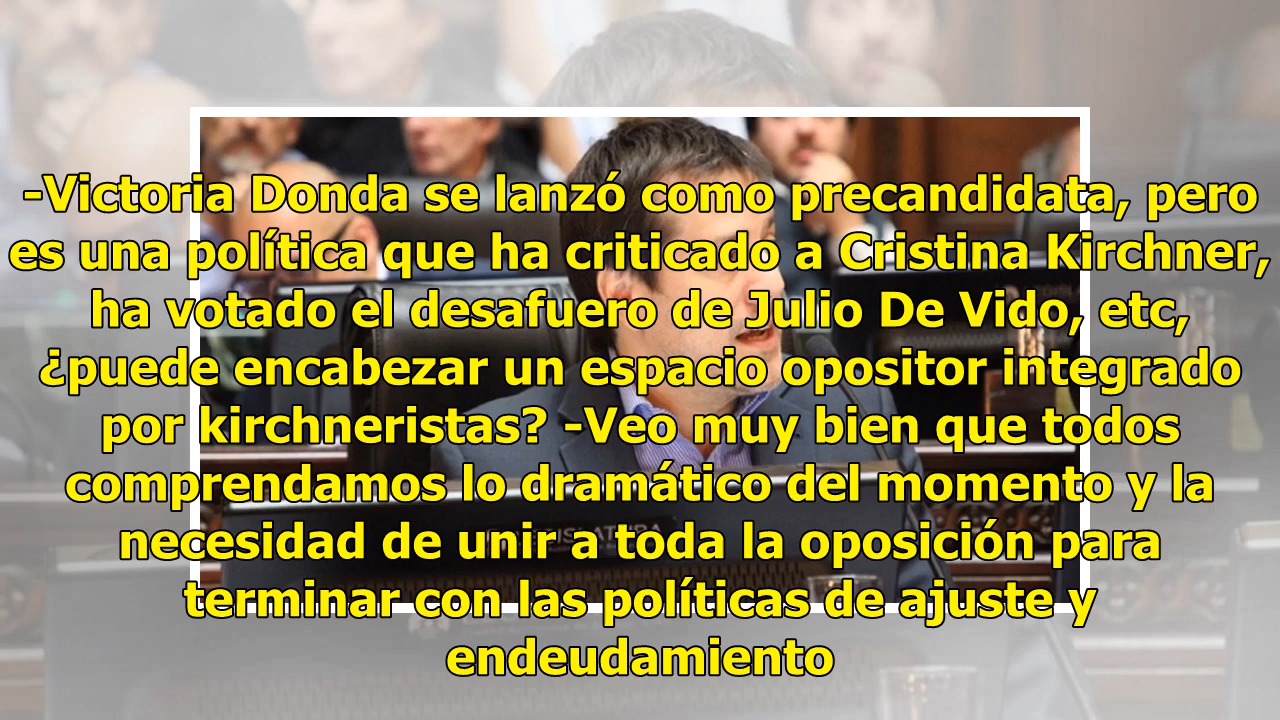 -Victoria Donda se lanzó como precandidata, pero
es una política que ha criticado a Cristina Kirchner,
ha votado el desafuero de Julio De Vido, etc,
¿puede encabezar un espacio opositor integrado
por kirchneristas? -Veo muy bien que todos
comprendamos lo dramático del momento y la
necesidad de unir a toda la oposición para
terminar con las políticas de ajuste y
endeudamiento